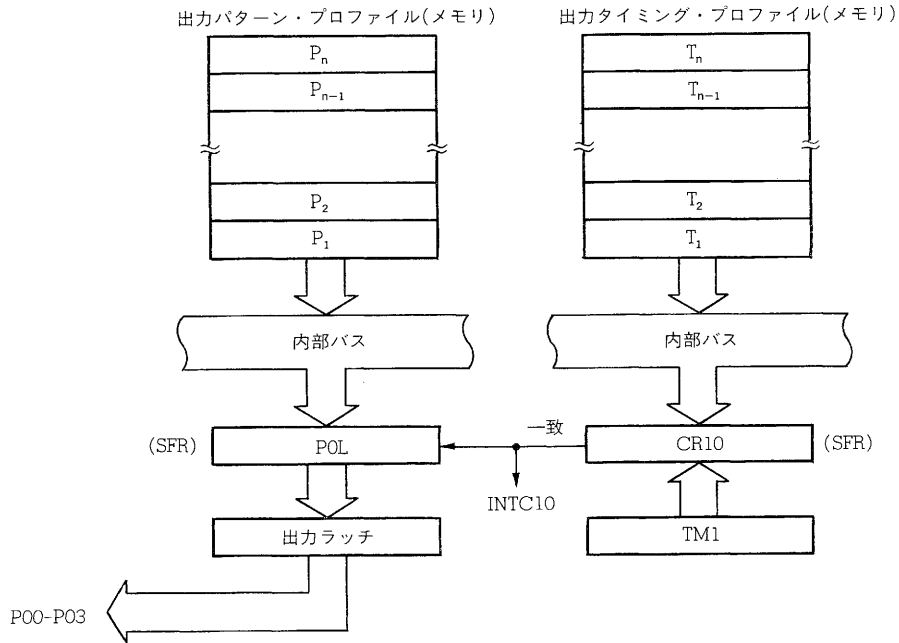 出力パターン・プロファイル(メモリ)
Pn
Pn-1
P2
P1
内部バス
(SFR)
P0L
出力ラッチ
P00-P03
出力タイミング・プロファイル(メモリ)
Tn
Tn-1
T2
T1
内部バス
一致
INTC10
CR10
(SFR)
TM1